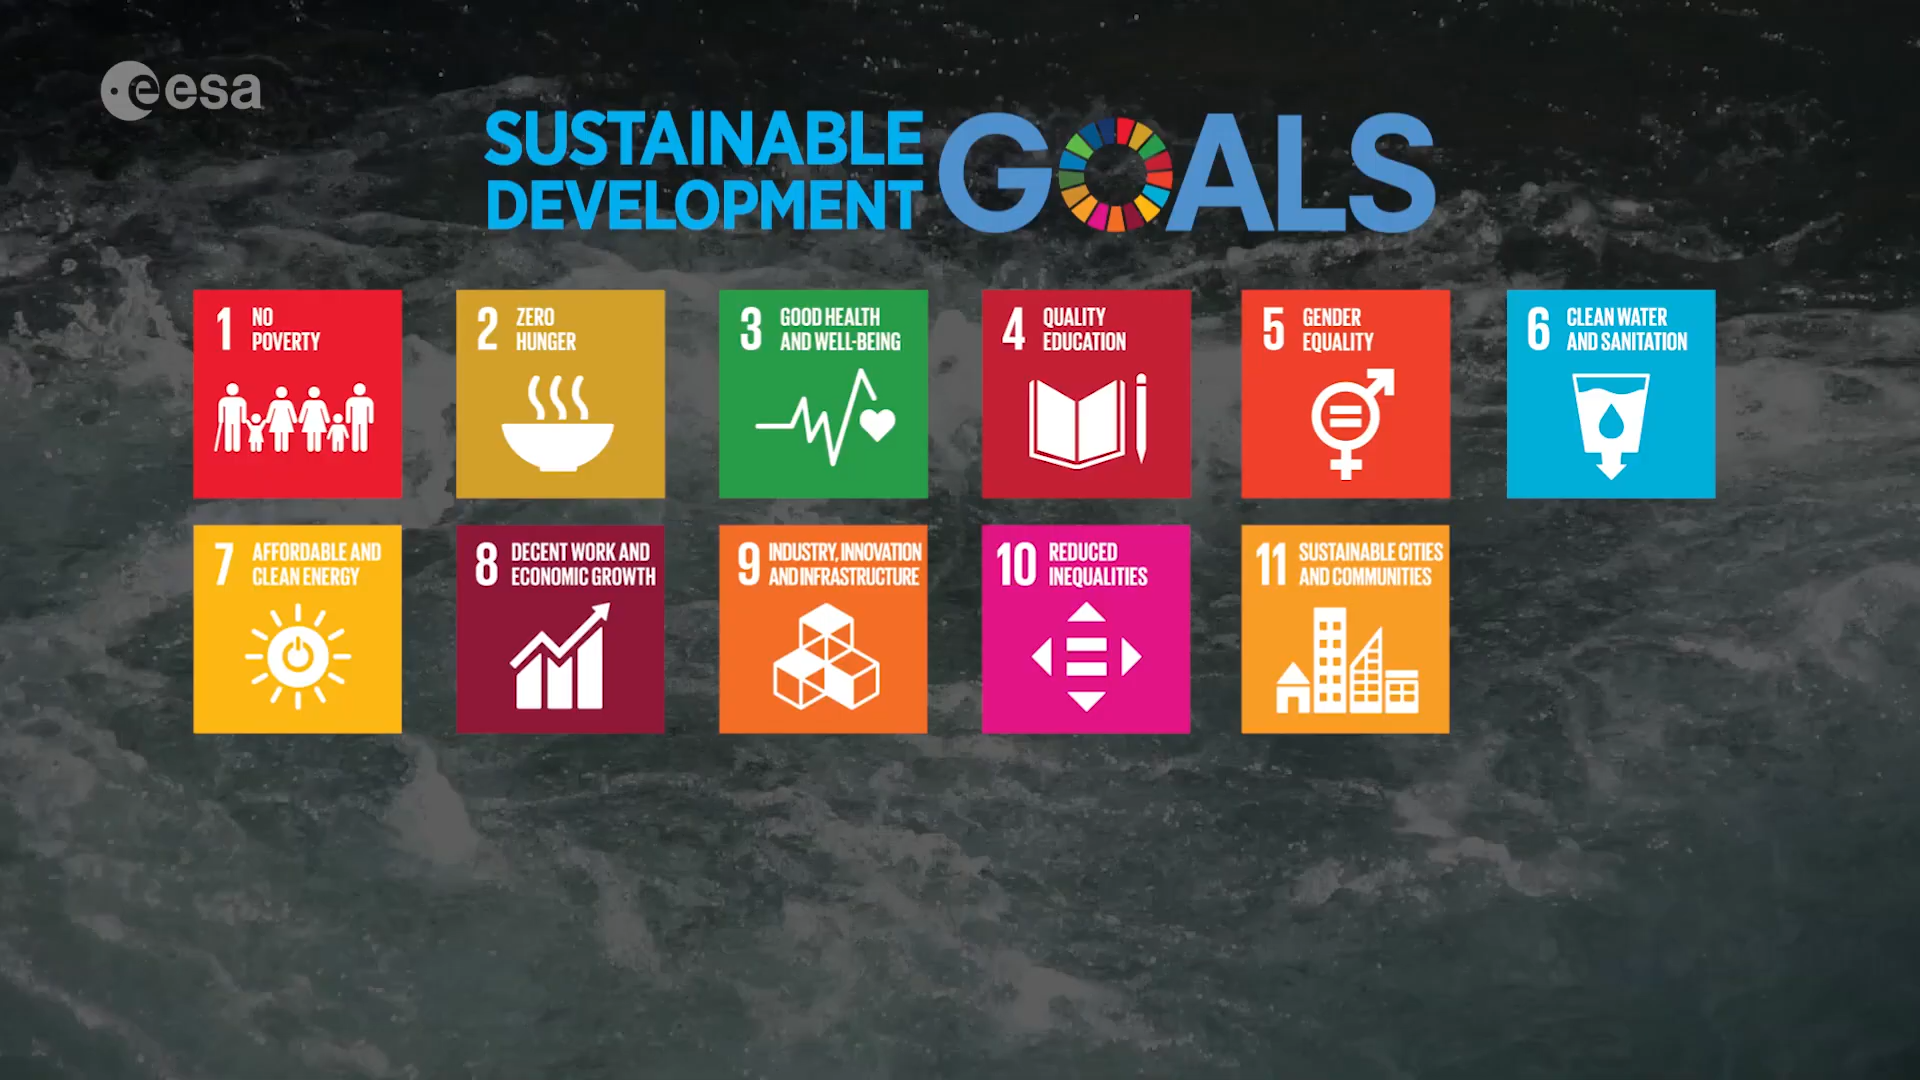 esa
SUSTAINABLE
DEVELOPMENT
GOALS
1 NO
POVERTY
2 ZERO
HUNGER
3 GOOD HEALTH
AND WELL-BEING
4 QUALITY
EDUCATION
5 GENDER
EQUALITY
6 CLEAN WATER
AND SANITATION
7 AFFORDABLE AND
CLEAN ENERGY
8 DECENT WORK AND
ECONOMIC GROWTH
9 INDUSTRY, INNOVATION
AND INFRASTRUCTURE
10 REDUCED
INEQUALITIES
11 SUSTAINABLE CITIES
AND COMMUNITIES